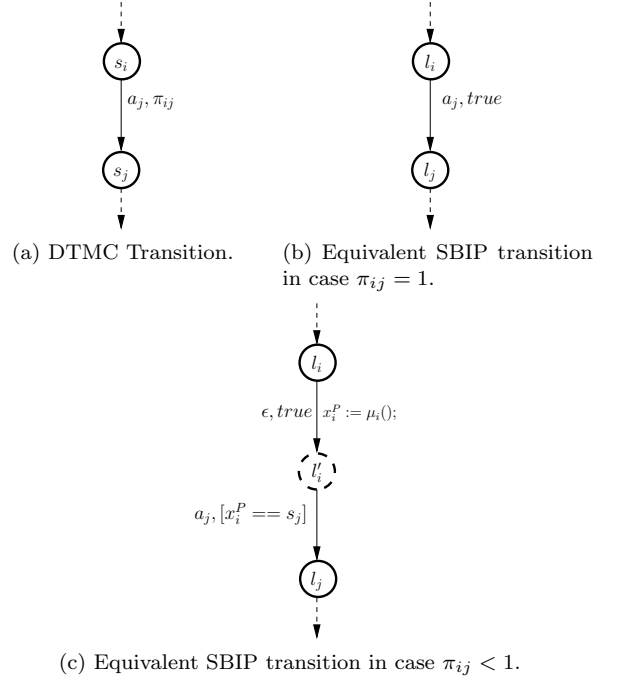 s_i
a_j, π_ij
s_j
(a) DTMC Transition.
l_i
a_j, true
l_j
(b) Equivalent SBIP transition
in case π_ij = 1.
l_i
ϵ, true x_i^P := μ_i();
l_i'
a_j, [x_i^P == s_j]
l_j
(c) Equivalent SBIP transition in case π_ij < 1.